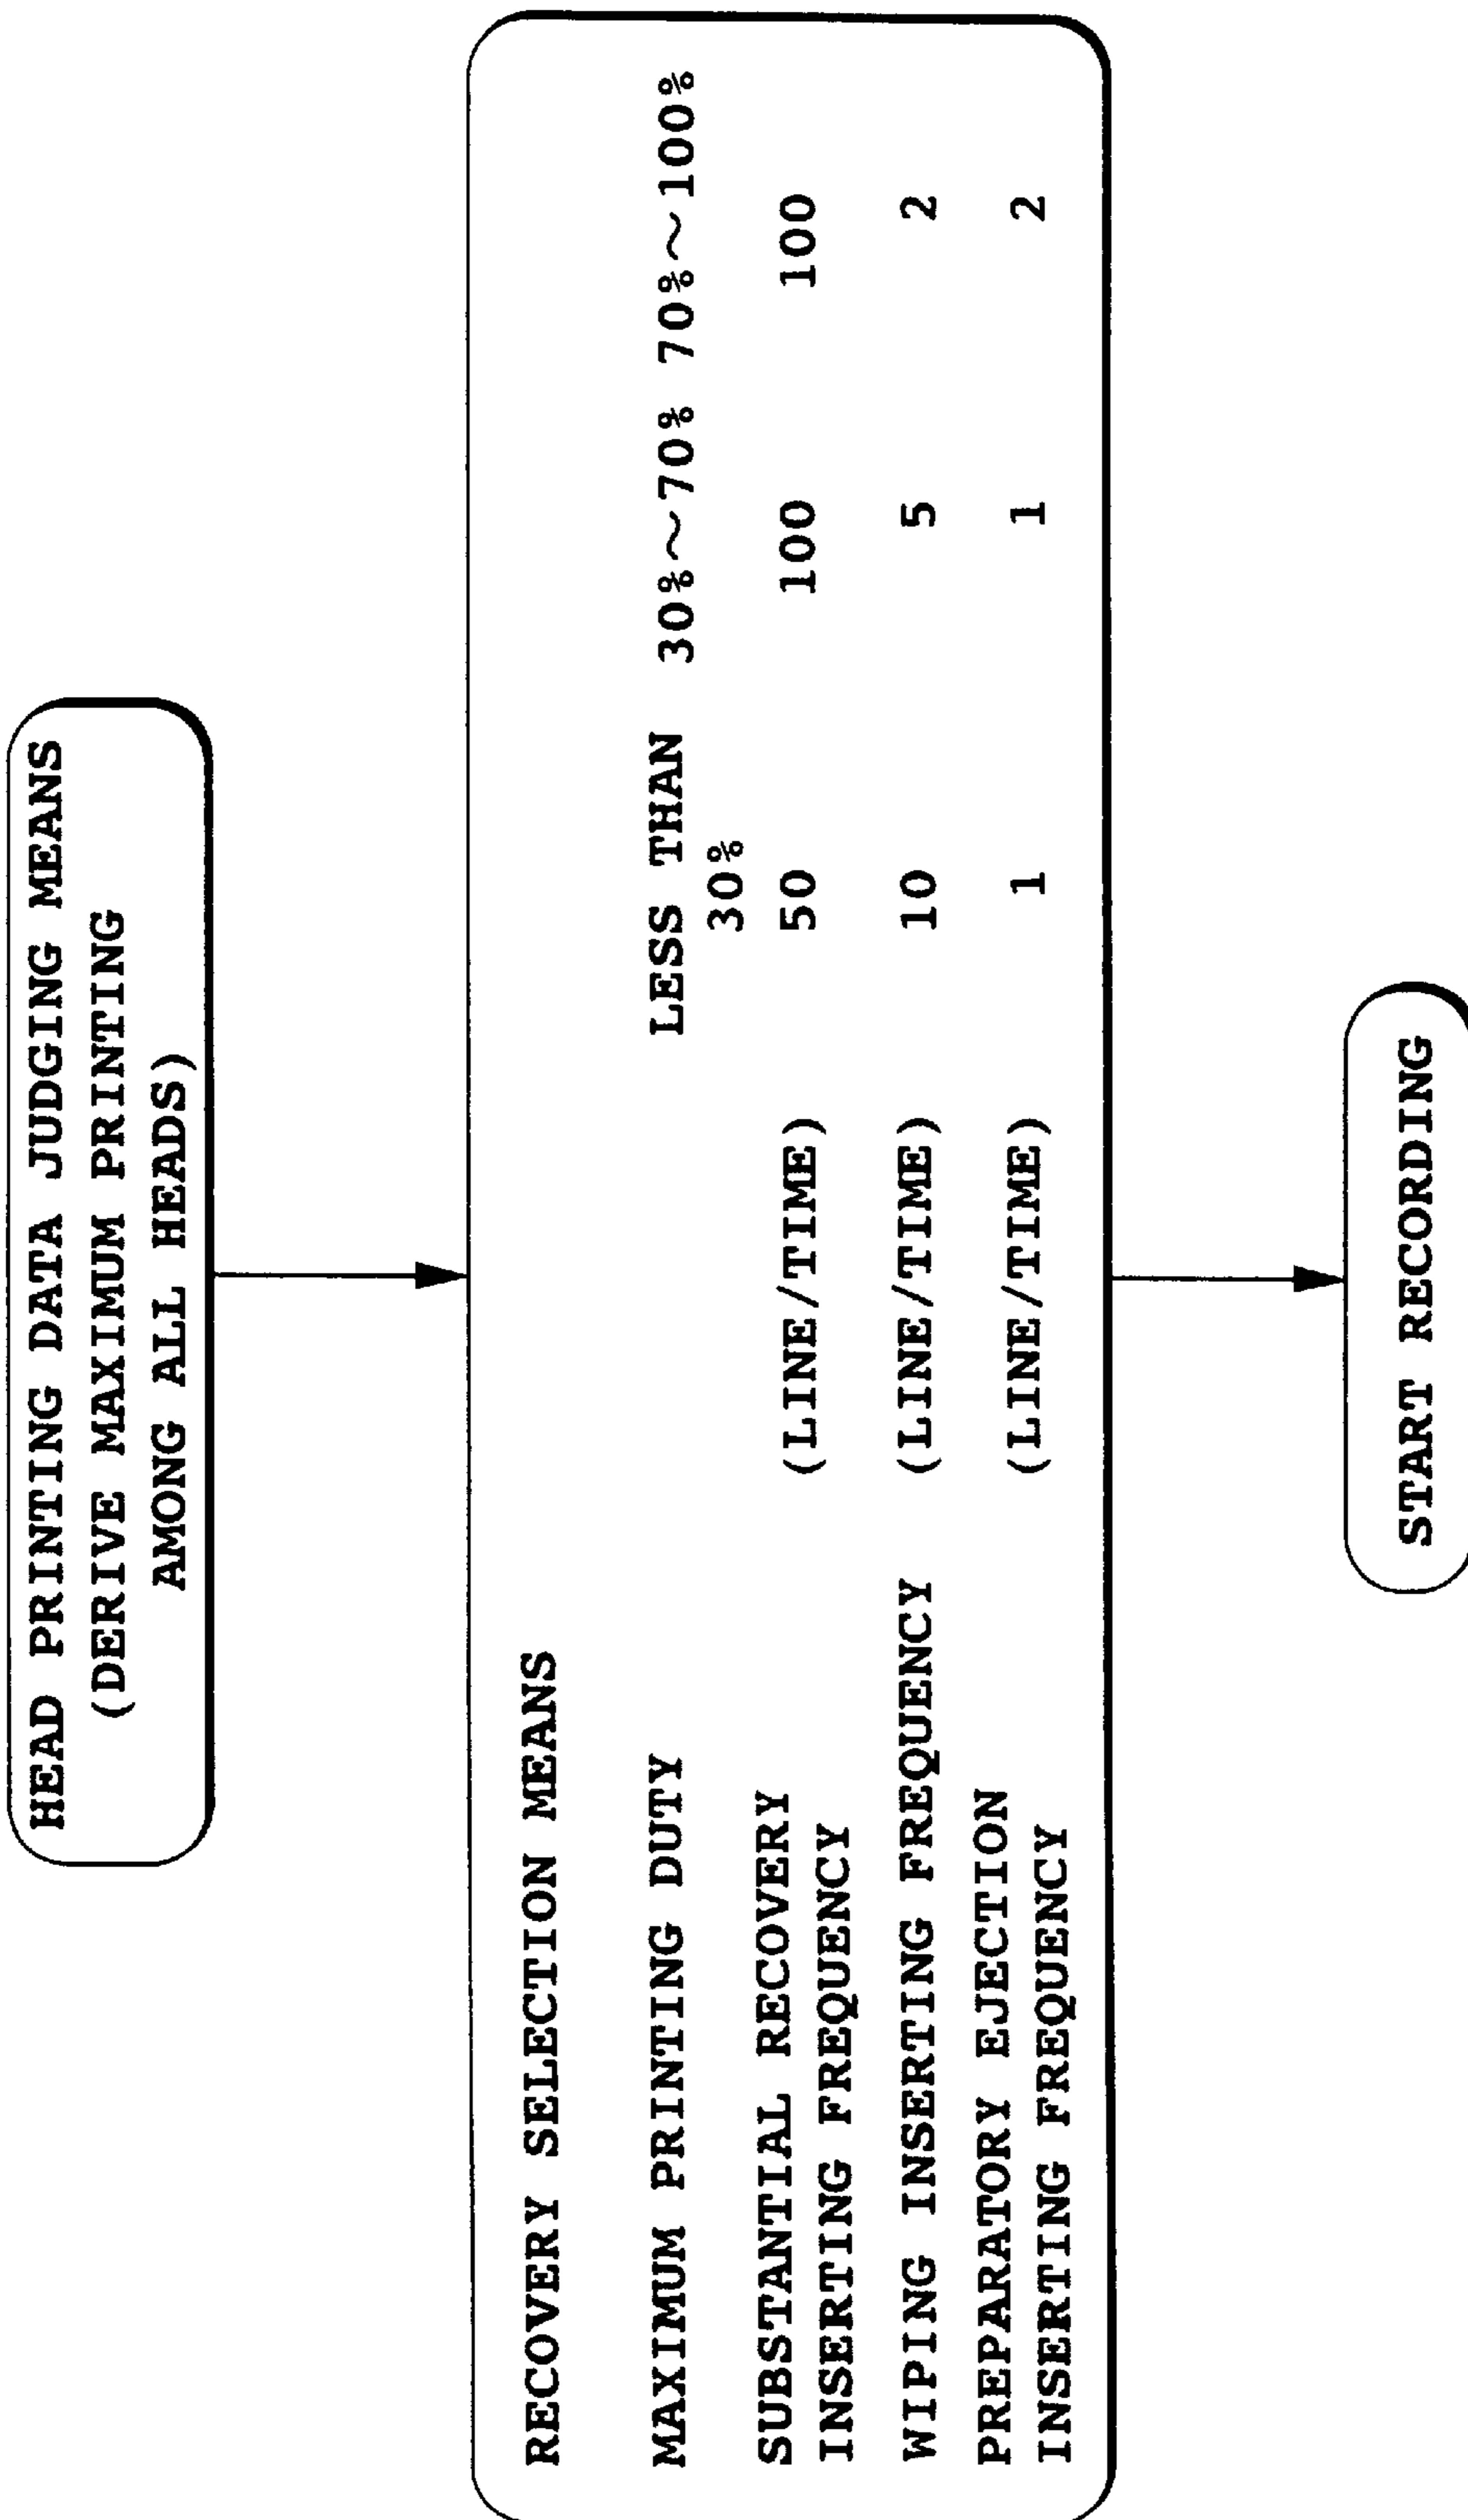 HEAD PRINTING DATA JUDGING MEANS
(DERIVE MAXIMUM PRINTING
AMONG ALL HEADS)
RECOVERY SELECTION MEANS
MAXIMUM PRINTING DUTY LESS THAN 30%~70% 70%~100%
30%
SUBSTANTIAL RECOVERY
INSERTING FREQUENCY (LINE/TIME) 50 100 100
WIPING INSERTING FREQUENCY (LINE/TIME) 10 5 2
PREPARATORY EJECTION
INSERTING FREQUENCY (LINE/TIME) 1 1 2
START RECORDING